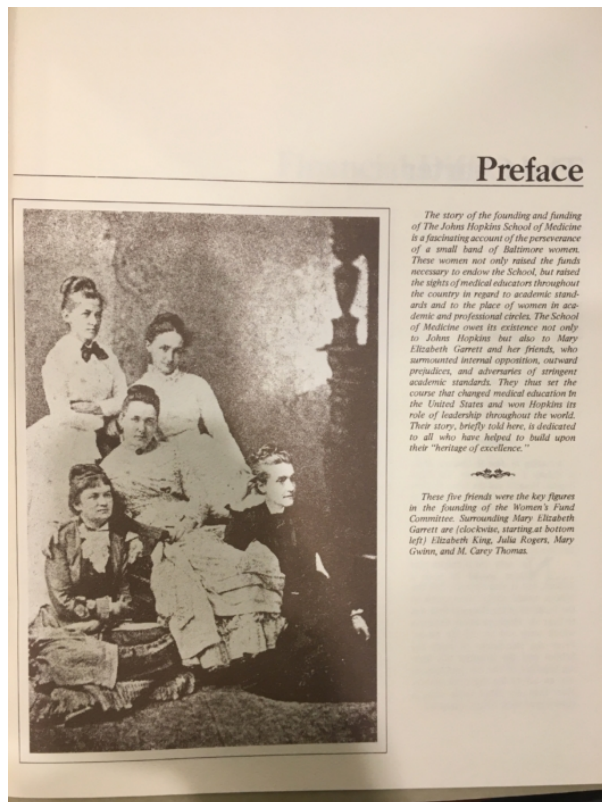 Preface
The story of the founding and funding
of The Johns Hopkins School of Medicine
is a fascinating account of the perseverance
of a small band of Baltimore women.
These women not only raised the funds
necessary to endow the School, but raised
the sights of medical educators throughout
the country in regard to academic stand-
ards and to the place of women in aca-
demic and professional circles. The School
of Medicine owes its existence not only
to Johns Hopkins but also to Mary
Elizabeth Garrett and her friends, who
surmounted internal opposition, outward
prejudices, and adversaries of stringent
academic standards. They thus set the
course that changed medical education in
the United States and won Hopkins its
role of leadership throughout the world.
Their story, briefly told here, is dedicated
to all who have helped to build upon
their "heritage of excellence."
These five friends were the key figures
in the founding of the Women's Fund
Committee. Surrounding Mary Elizabeth
Garrett are (clockwise, starting at bottom
left) Elizabeth King, Julia Rogers, Mary
Gwinn, and M. Carey Thomas.